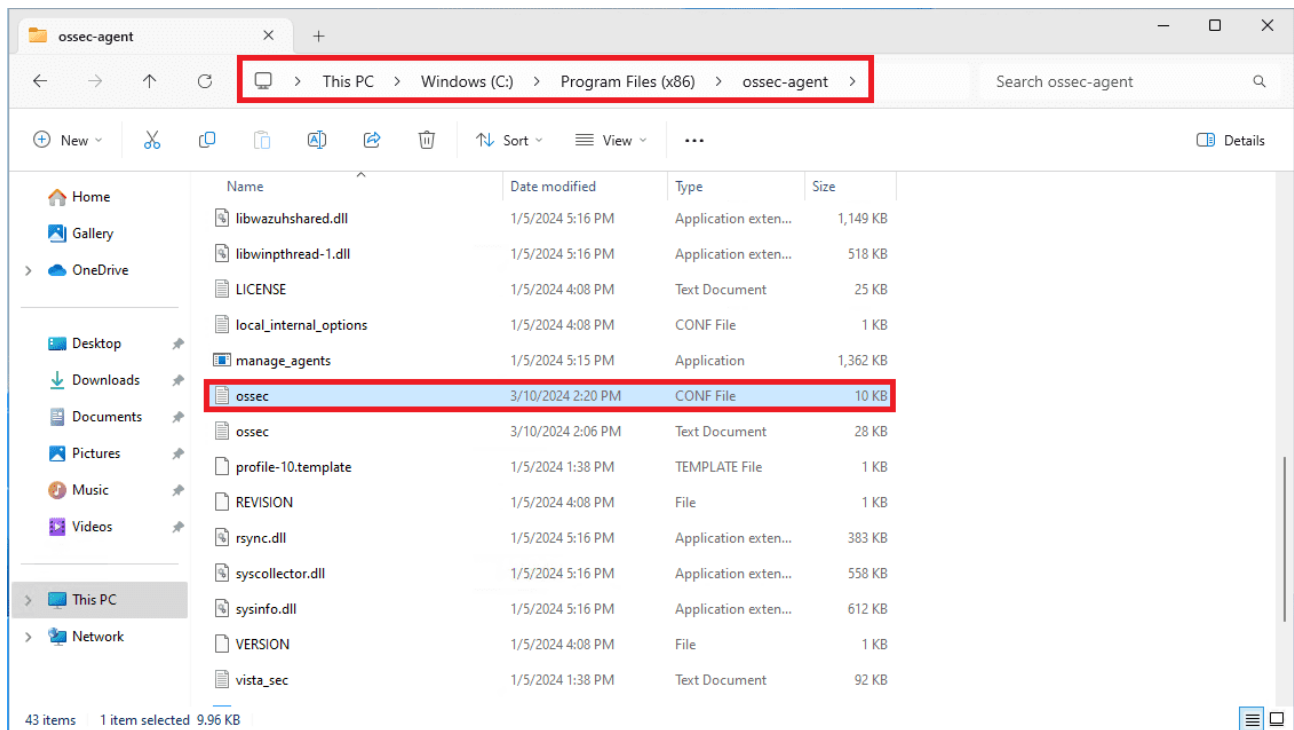 ossec-agent
This PC > Windows (C:) > Program Files (x86) > ossec-agent >
Search ossec-agent
New Sort View ... Details
Home
Gallery
OneDrive
Desktop
Downloads
Documents
Pictures
Music
Videos
This PC
Network
Name Date modified Type Size
libwazuhshared.dll 1/5/2024 5:16 PM Application exten... 1,149 KB
libwinpthread-1.dll 1/5/2024 5:16 PM Application exten... 518 KB
LICENSE 1/5/2024 4:08 PM Text Document 25 KB
local_internal_options 1/5/2024 4:08 PM CONF File 1 KB
manage_agents 1/5/2024 5:15 PM Application 1,362 KB
ossec 3/10/2024 2:20 PM CONF File 10 KB
ossec 3/10/2024 2:06 PM Text Document 28 KB
profile-10.template 1/5/2024 1:38 PM TEMPLATE File 1 KB
REVISION 1/5/2024 4:08 PM File 1 KB
rsync.dll 1/5/2024 5:16 PM Application exten... 383 KB
syscollector.dll 1/5/2024 5:16 PM Application exten... 558 KB
sysinfo.dll 1/5/2024 5:16 PM Application exten... 612 KB
VERSION 1/5/2024 4:08 PM File 1 KB
vista_sec 1/5/2024 1:38 PM Text Document 92 KB
43 items 1 item selected 9.96 KB